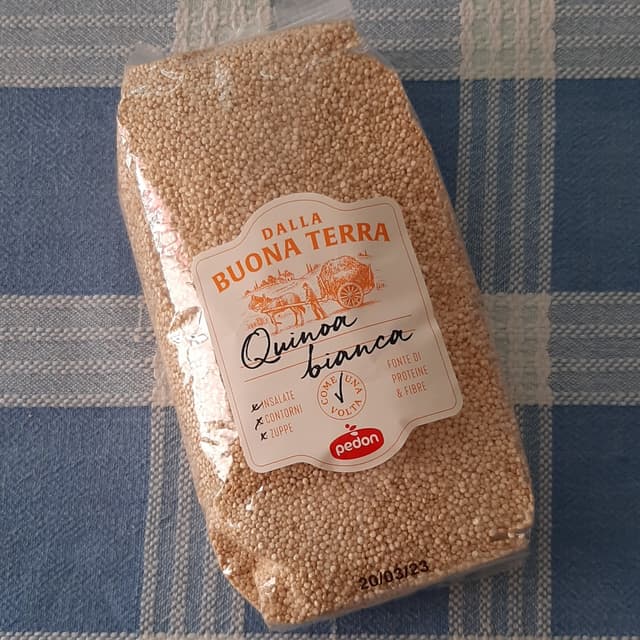 DALLA
BUONA TERRA
Quinoa
bianca
x INSALATE
x CONTORNI
x ZUPPE
COME UNA
VOLTA
FONTE DI
PROTEINE
& FIBRE
pedon
20/03/23